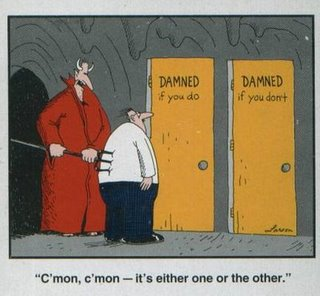 DAMNED
if you do
DAMNED
if you don't
Larson
"C'mon, c'mon — it's either one or the other."